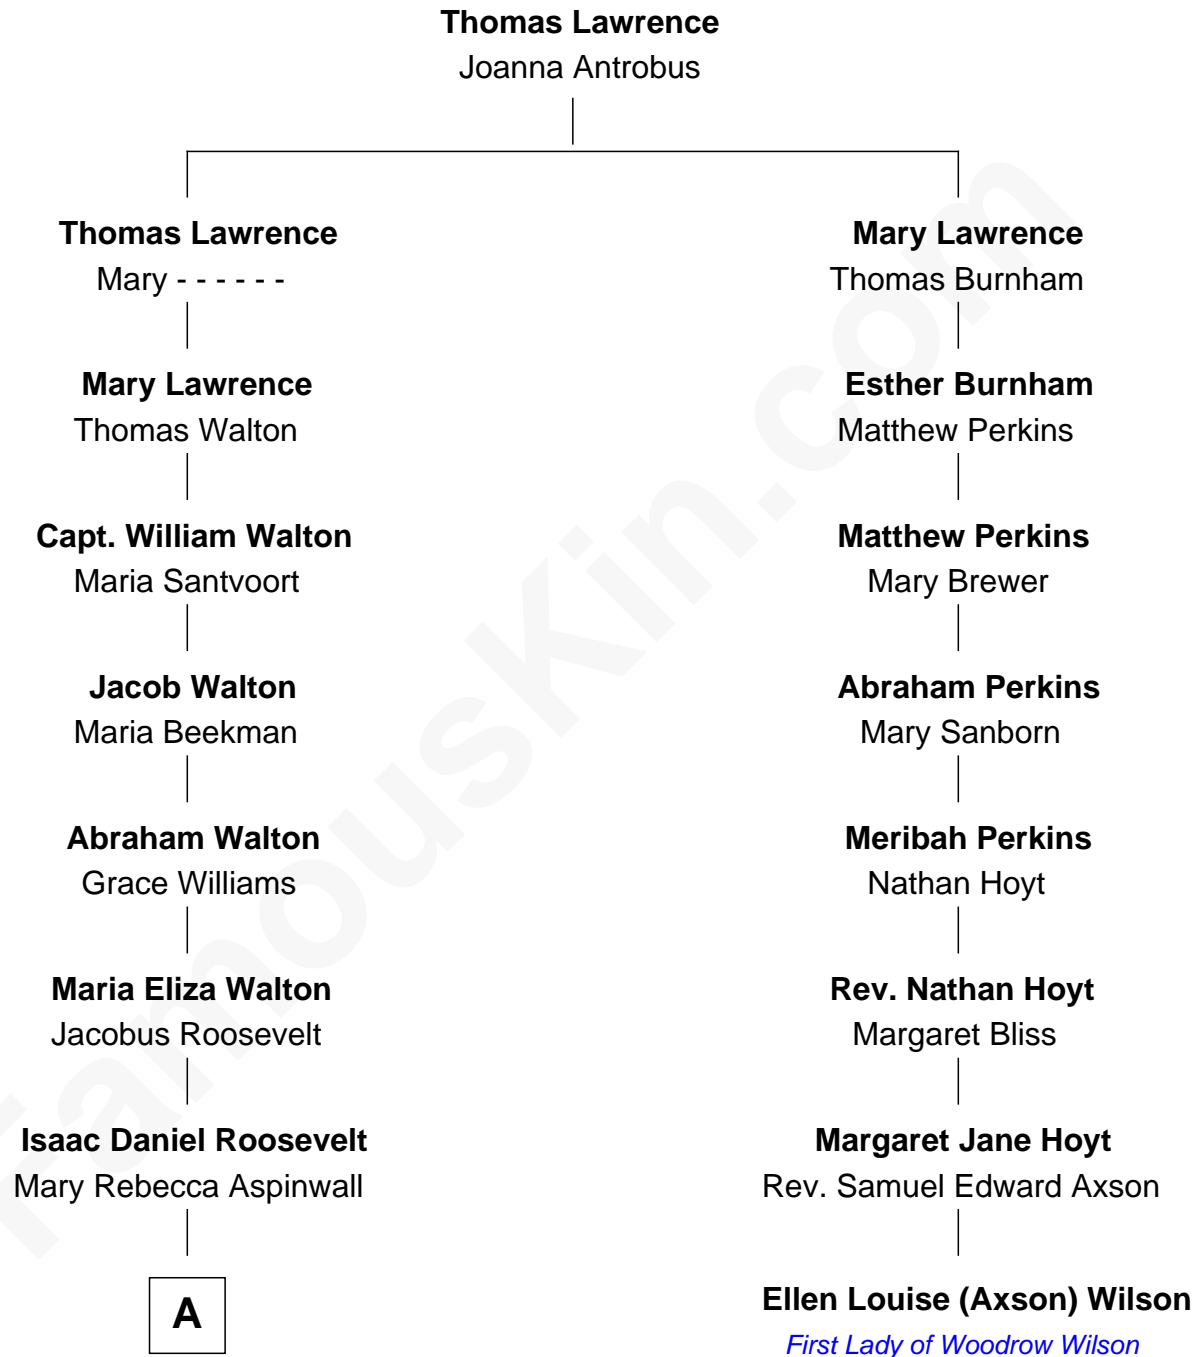 Thomas Lawrence
Joanna Antrobus
Thomas Lawrence
Mary - - - - - -
Mary Lawrence
Thomas Burnham
Mary Lawrence
Thomas Walton
Esther Burnham
Matthew Perkins
Capt. William Walton
Maria Santvoort
Matthew Perkins
Mary Brewer
Jacob Walton
Maria Beekman
Abraham Perkins
Mary Sanborn
Abraham Walton
Grace Williams
Meribah Perkins
Nathan Hoyt
Maria Eliza Walton
Jacobus Roosevelt
Rev. Nathan Hoyt
Margaret Bliss
Isaac Daniel Roosevelt
Mary Rebecca Aspinwall
Margaret Jane Hoyt
Rev. Samuel Edward Axson
A
Ellen Louise (Axson) Wilson
First Lady of Woodrow Wilson
FamousKin.com